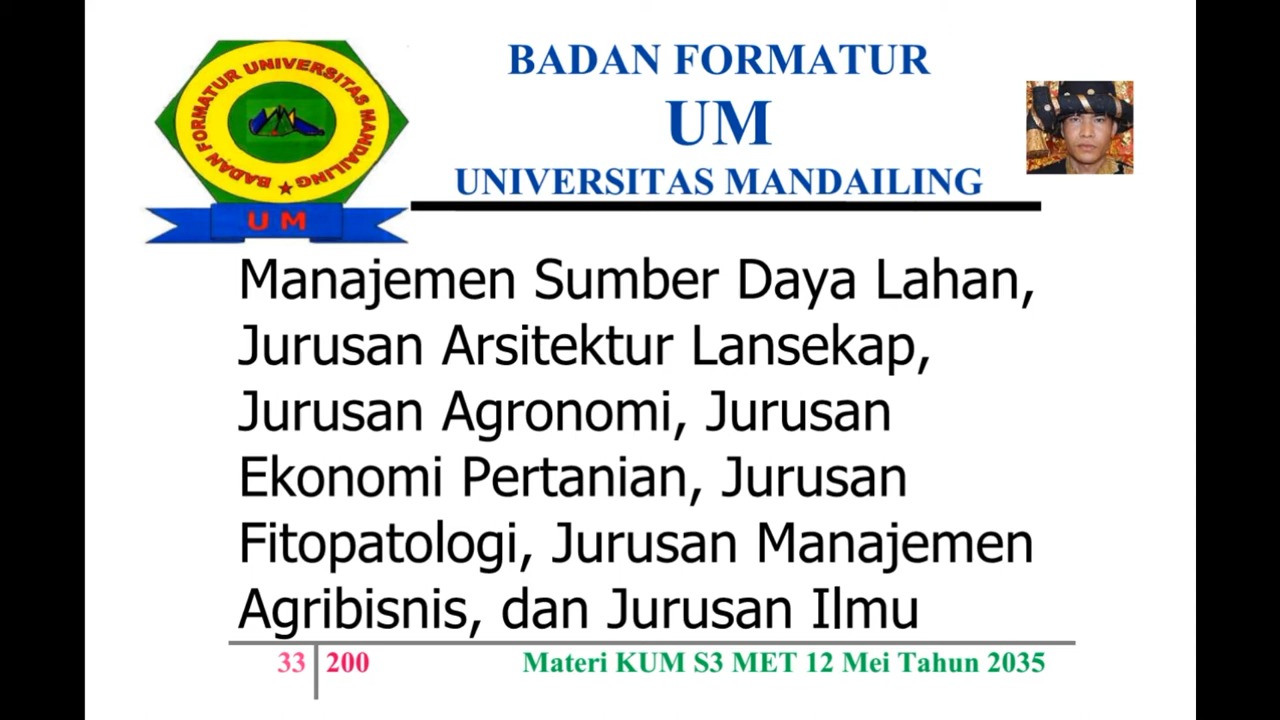 BADAN FORMATUR UNIVERSITAS MANDAILING
U M
BADAN FORMATUR
UM
UNIVERSITAS MANDAILING
Manajemen Sumber Daya Lahan,
Jurusan Arsitektur Lansekap,
Jurusan Agronomi, Jurusan
Ekonomi Pertanian, Jurusan
Fitopatologi, Jurusan Manajemen
Agribisnis, dan Jurusan Ilmu
33 200 Materi KUM S3 MET 12 Mei Tahun 2035